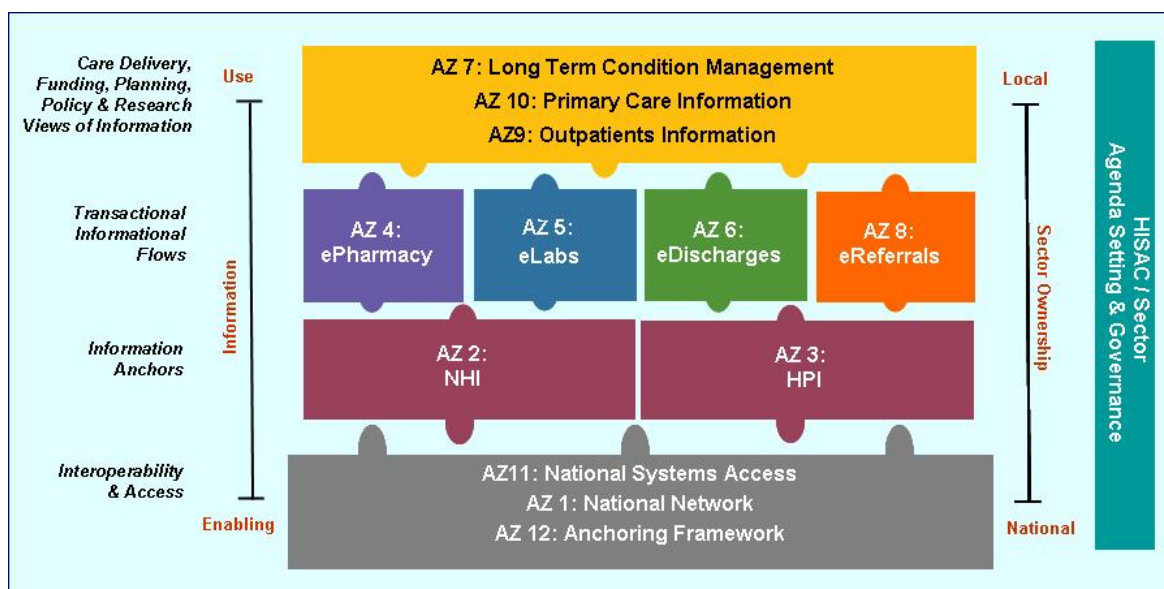 Care Delivery,
Funding, Planning,
Policy & Research
Views of Information
Use
AZ 7: Long Term Condition Management
AZ 10: Primary Care Information
AZ9: Outpatients Information
Local
Transactional
Informational
Flows
AZ 4:
ePharmacy
AZ 5:
eLabs
AZ 6:
eDischarges
AZ 8:
eReferrals
Information
Sector Ownership
HISAC / Sector
Agenda Setting & Governance
Information
Anchors
AZ 2:
NHI
AZ 3:
HPI
Interoperability
& Access
Enabling
AZ11: National Systems Access
AZ 1: National Network
AZ 12: Anchoring Framework
National